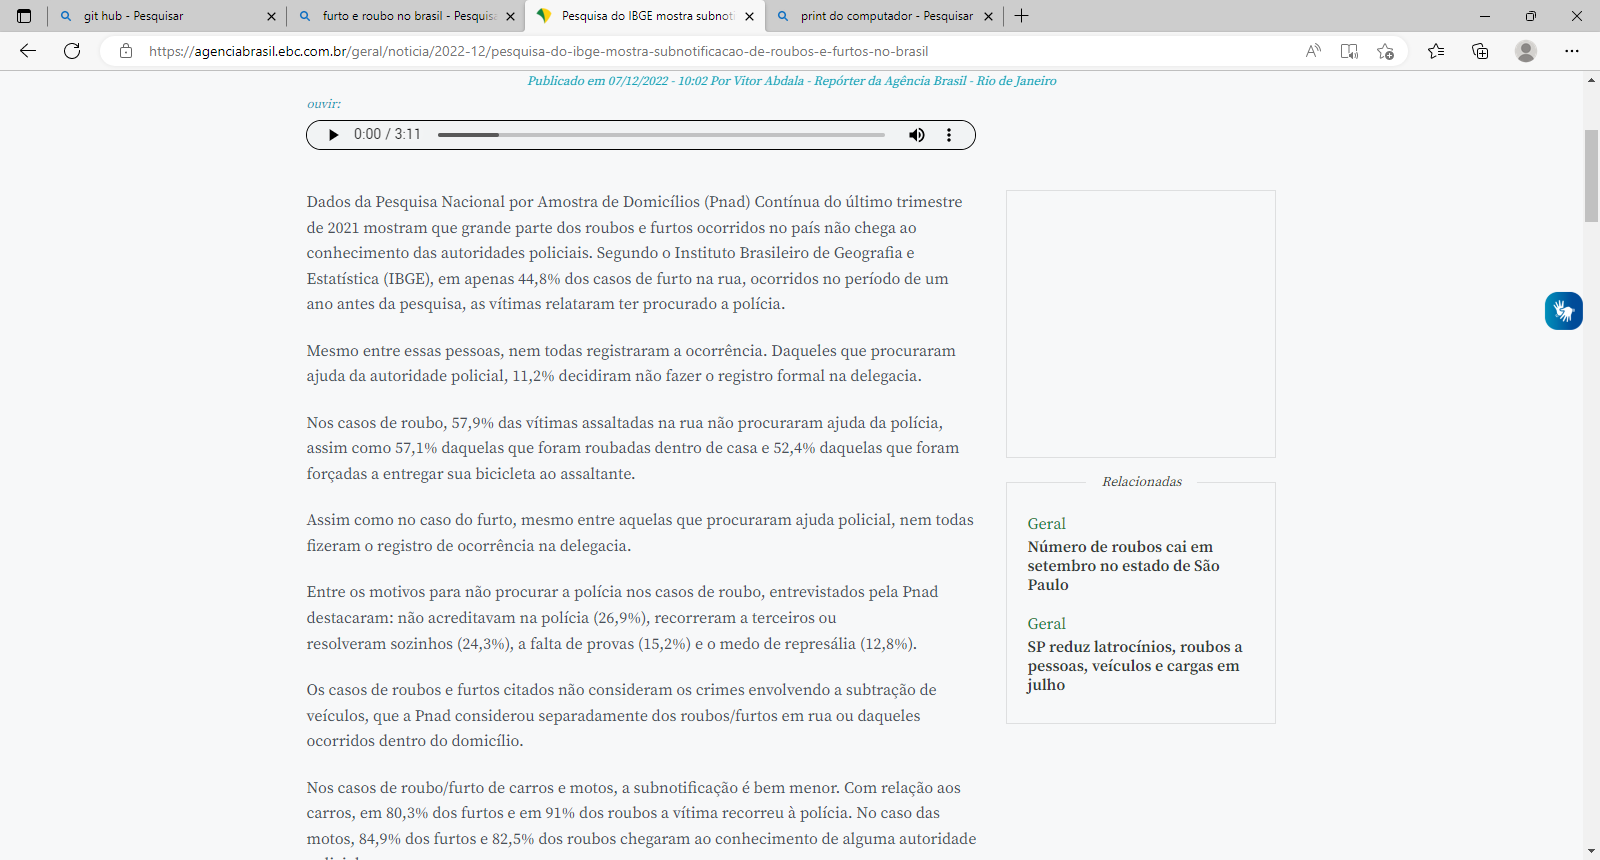 git hub - Pesquisar
furto e roubo no brasil - Pesquisa
Pesquisa do IBGE mostra subnoti
print do computador - Pesquisar
https://agenciabrasil.ebc.com.br/geral/noticia/2022-12/pesquisa-do-ibge-mostra-subnotificacao-de-roubos-e-furtos-no-brasil
Publicado em 07/12/2022 - 10:02 Por Vitor Abdala - Repórter da Agência Brasil - Rio de Janeiro
ouvir:
0:00 / 3:11
Dados da Pesquisa Nacional por Amostra de Domicílios (Pnad) Contínua do último trimestre
de 2021 mostram que grande parte dos roubos e furtos ocorridos no país não chega ao
conhecimento das autoridades policiais. Segundo o Instituto Brasileiro de Geografia e
Estatística (IBGE), em apenas 44,8% dos casos de furto na rua, ocorridos no período de um
ano antes da pesquisa, as vítimas relataram ter procurado a polícia.
Mesmo entre essas pessoas, nem todas registraram a ocorrência. Daqueles que procuraram
ajuda da autoridade policial, 11,2% decidiram não fazer o registro formal na delegacia.
Nos casos de roubo, 57,9% das vítimas assaltadas na rua não procuraram ajuda da polícia,
assim como 57,1% daquelas que foram roubadas dentro de casa e 52,4% daquelas que foram
forçadas a entregar sua bicicleta ao assaltante.
Assim como no caso do furto, mesmo entre aquelas que procuraram ajuda policial, nem todas
fizeram o registro de ocorrência na delegacia.
Entre os motivos para não procurar a polícia nos casos de roubo, entrevistados pela Pnad
destacaram: não acreditavam na polícia (26,9%), recorreram a terceiros ou
resolveram sozinhos (24,3%), a falta de provas (15,2%) e o medo de represália (12,8%).
Os casos de roubos e furtos citados não consideram os crimes envolvendo a subtração de
veículos, que a Pnad considerou separadamente dos roubos/furtos em rua ou daqueles
ocorridos dentro do domicílio.
Nos casos de roubo/furto de carros e motos, a subnotificação é bem menor. Com relação aos
carros, em 80,3% dos furtos e em 91% dos roubos a vítima recorreu à polícia. No caso das
motos, 84,9% dos furtos e 82,5% dos roubos chegaram ao conhecimento de alguma autoridade
Relacionadas
Geral
Número de roubos cai em
setembro no estado de São
Paulo
Geral
SP reduz latrocínios, roubos a
pessoas, veículos e cargas em
julho